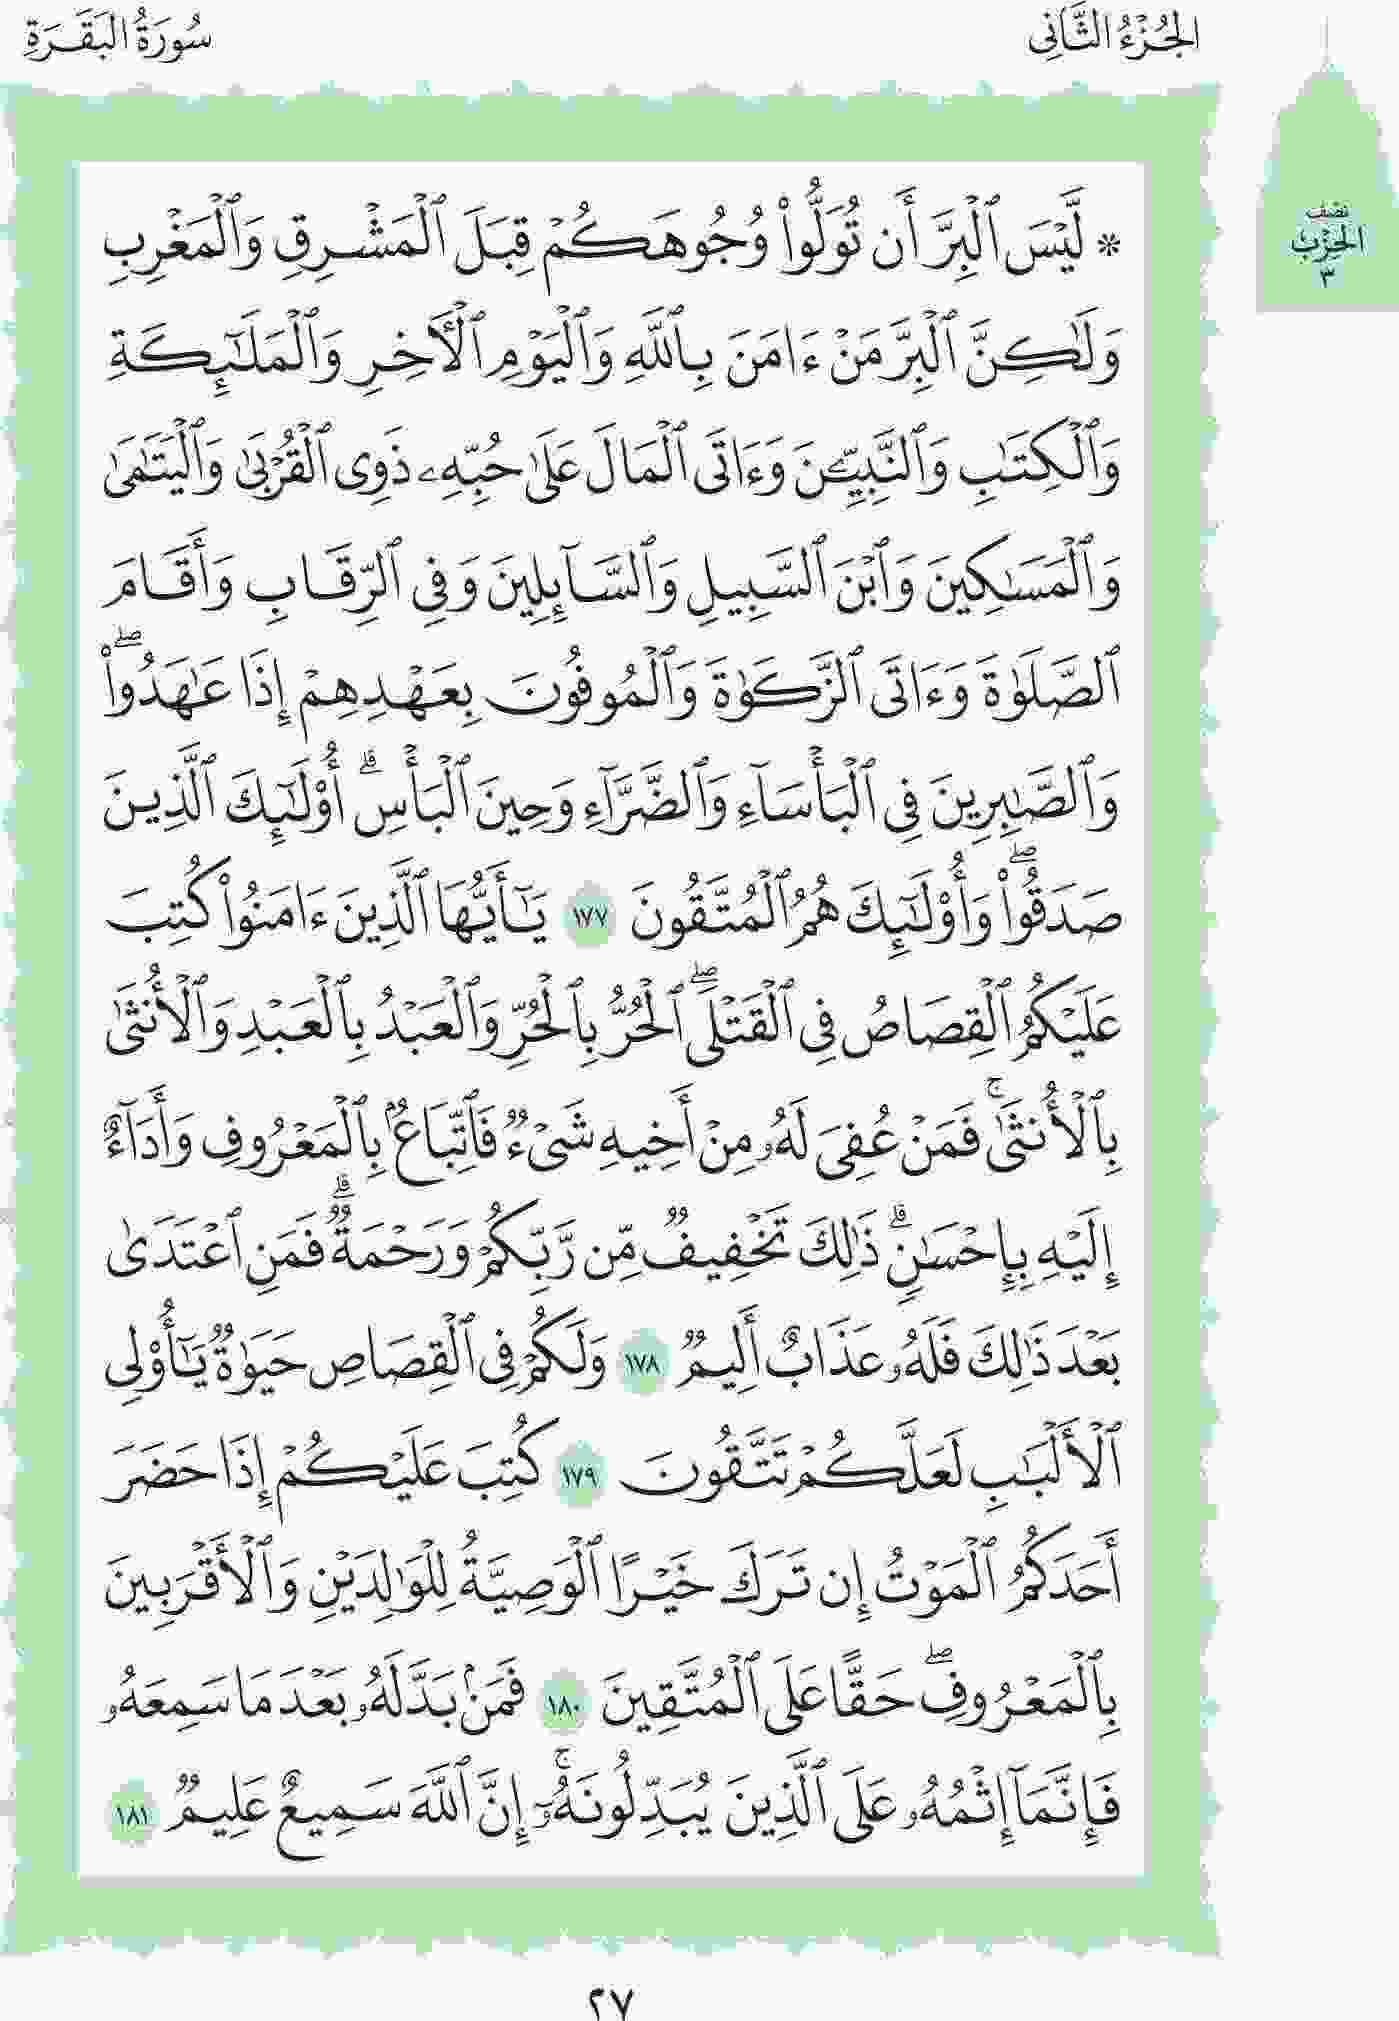 الجُزْءُ الثَّانِي
سُورَةُ البَقَرَةِ
نصف
الحِزْب
٣
۞ لَّيْسَ ٱلْبِرَّ أَن تُوَلُّوا۟ وُجُوهَكُمْ قِبَلَ ٱلْمَشْرِقِ وَٱلْمَغْرِبِ
وَلَـٰكِنَّ ٱلْبِرَّ مَنْ ءَامَنَ بِٱللَّهِ وَٱلْيَوْمِ ٱلْـَٔاخِرِ وَٱلْمَلَـٰٓئِكَةِ
وَٱلْكِتَـٰبِ وَٱلنَّبِيِّـۧنَ وَءَاتَى ٱلْمَالَ عَلَىٰ حُبِّهِۦ ذَوِى ٱلْقُرْبَىٰ وَٱلْيَتَـٰمَىٰ
وَٱلْمَسَـٰكِينَ وَٱبْنَ ٱلسَّبِيلِ وَٱلسَّآئِلِينَ وَفِى ٱلرِّقَابِ وَأَقَامَ
ٱلصَّلَوٰةَ وَءَاتَى ٱلزَّكَوٰةَ وَٱلْمُوفُونَ بِعَهْدِهِمْ إِذَا عَـٰهَدُوا۟ۖ
وَٱلصَّـٰبِرِينَ فِى ٱلْبَأْسَآءِ وَٱلضَّرَّآءِ وَحِينَ ٱلْبَأْسِۗ أُو۟لَـٰٓئِكَ ٱلَّذِينَ
صَدَقُوا۟ۖ وَأُو۟لَـٰٓئِكَ هُمُ ٱلْمُتَّقُونَ ١٧٧ يَـٰٓأَيُّهَا ٱلَّذِينَ ءَامَنُوا۟ كُتِبَ
عَلَيْكُمُ ٱلْقِصَاصُ فِى ٱلْقَتْلَىۖ ٱلْحُرُّ بِٱلْحُرِّ وَٱلْعَبْدُ بِٱلْعَبْدِ وَٱلْأُنثَىٰ
بِٱلْأُنثَىٰۚ فَمَنْ عُفِىَ لَهُۥ مِنْ أَخِيهِ شَىْءٌ فَٱتِّبَاعٌۢ بِٱلْمَعْرُوفِ وَأَدَآءٌ
إِلَيْهِ بِإِحْسَـٰنٍۗ ذَٰلِكَ تَخْفِيفٌ مِّن رَّبِّكُمْ وَرَحْمَةٌۗ فَمَنِ ٱعْتَدَىٰ
بَعْدَ ذَٰلِكَ فَلَهُۥ عَذَابٌ أَلِيمٌ ١٧٨ وَلَكُمْ فِى ٱلْقِصَاصِ حَيَوٰةٌ يَـٰٓأُو۟لِى
ٱلْأَلْبَـٰبِ لَعَلَّكُمْ تَتَّقُونَ ١٧٩ كُتِبَ عَلَيْكُمْ إِذَا حَضَرَ
أَحَدَكُمُ ٱلْمَوْتُ إِن تَرَكَ خَيْرًا ٱلْوَصِيَّةُ لِلْوَٰلِدَيْنِ وَٱلْأَقْرَبِينَ
بِٱلْمَعْرُوفِۖ حَقًّا عَلَى ٱلْمُتَّقِينَ ١٨٠ فَمَنۢ بَدَّلَهُۥ بَعْدَ مَا سَمِعَهُۥ
فَإِنَّمَآ إِثْمُهُۥ عَلَى ٱلَّذِينَ يُبَدِّلُونَهُۥٓۚ إِنَّ ٱللَّهَ سَمِيعٌ عَلِيمٌ ١٨١
٢٧